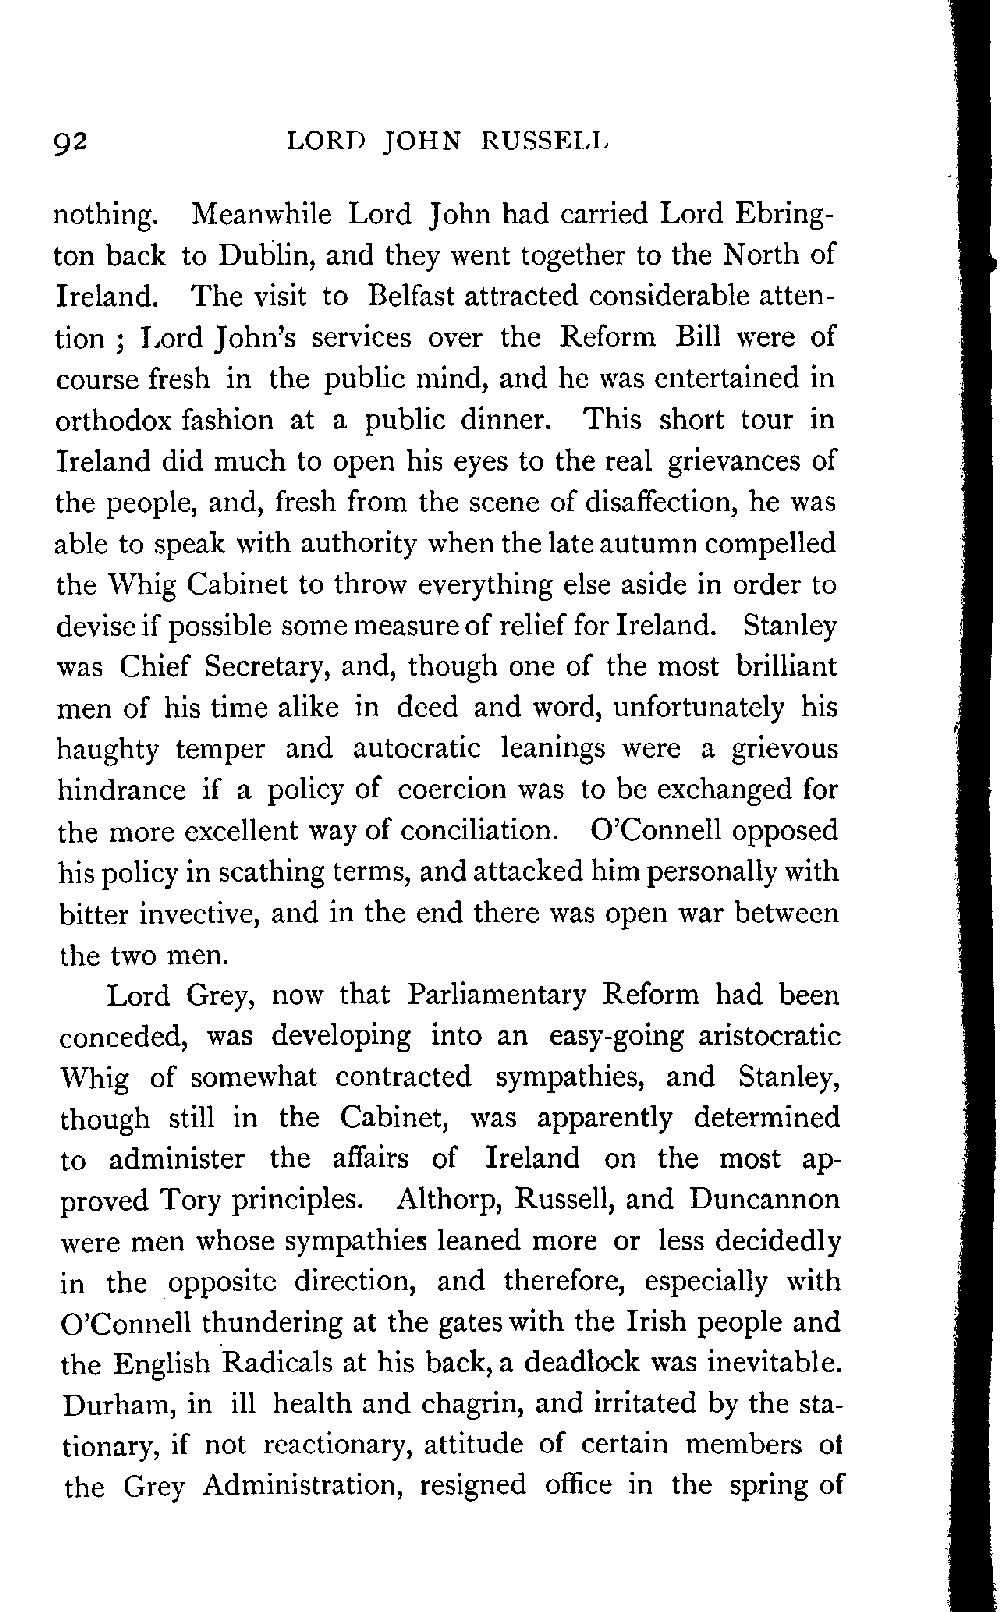 92 LORD JOHN RUSSELL
nothing. Meanwhile Lord John had carried Lord Ebring-
ton back to Dublin, and they went together to the North of
Ireland. The visit to Belfast attracted considerable atten-
tion ; Lord John's services over the Reform Bill were of
course fresh in the public mind, and he was entertained in
orthodox fashion at a public dinner. This short tour in
Ireland did much to open his eyes to the real grievances of
the people, and, fresh from the scene of disaffection, he was
able to speak with authority when the late autumn compelled
the Whig Cabinet to throw everything else aside in order to
devise if possible some measure of relief for Ireland. Stanley
was Chief Secretary, and, though one of the most brilliant
men of his time alike in deed and word, unfortunately his
haughty temper and autocratic leanings were a grievous
hindrance if a policy of coercion was to be exchanged for
the more excellent way of conciliation. O'Connell opposed
his policy in scathing terms, and attacked him personally with
bitter invective, and in the end there was open war between
the two men.
Lord Grey, now that Parliamentary Reform had been
conceded, was developing into an easy-going aristocratic
Whig of somewhat contracted sympathies, and Stanley,
though still in the Cabinet, was apparently determined
to administer the affairs of Ireland on the most ap-
proved Tory principles. Althorp, Russell, and Duncannon
were men whose sympathies leaned more or less decidedly
in the opposite direction, and therefore, especially with
O'Connell thundering at the gates with the Irish people and
the English Radicals at his back, a deadlock was inevitable.
Durham, in ill health and chagrin, and irritated by the sta-
tionary, if not reactionary, attitude of certain members of
the Grey Administration, resigned office in the spring of